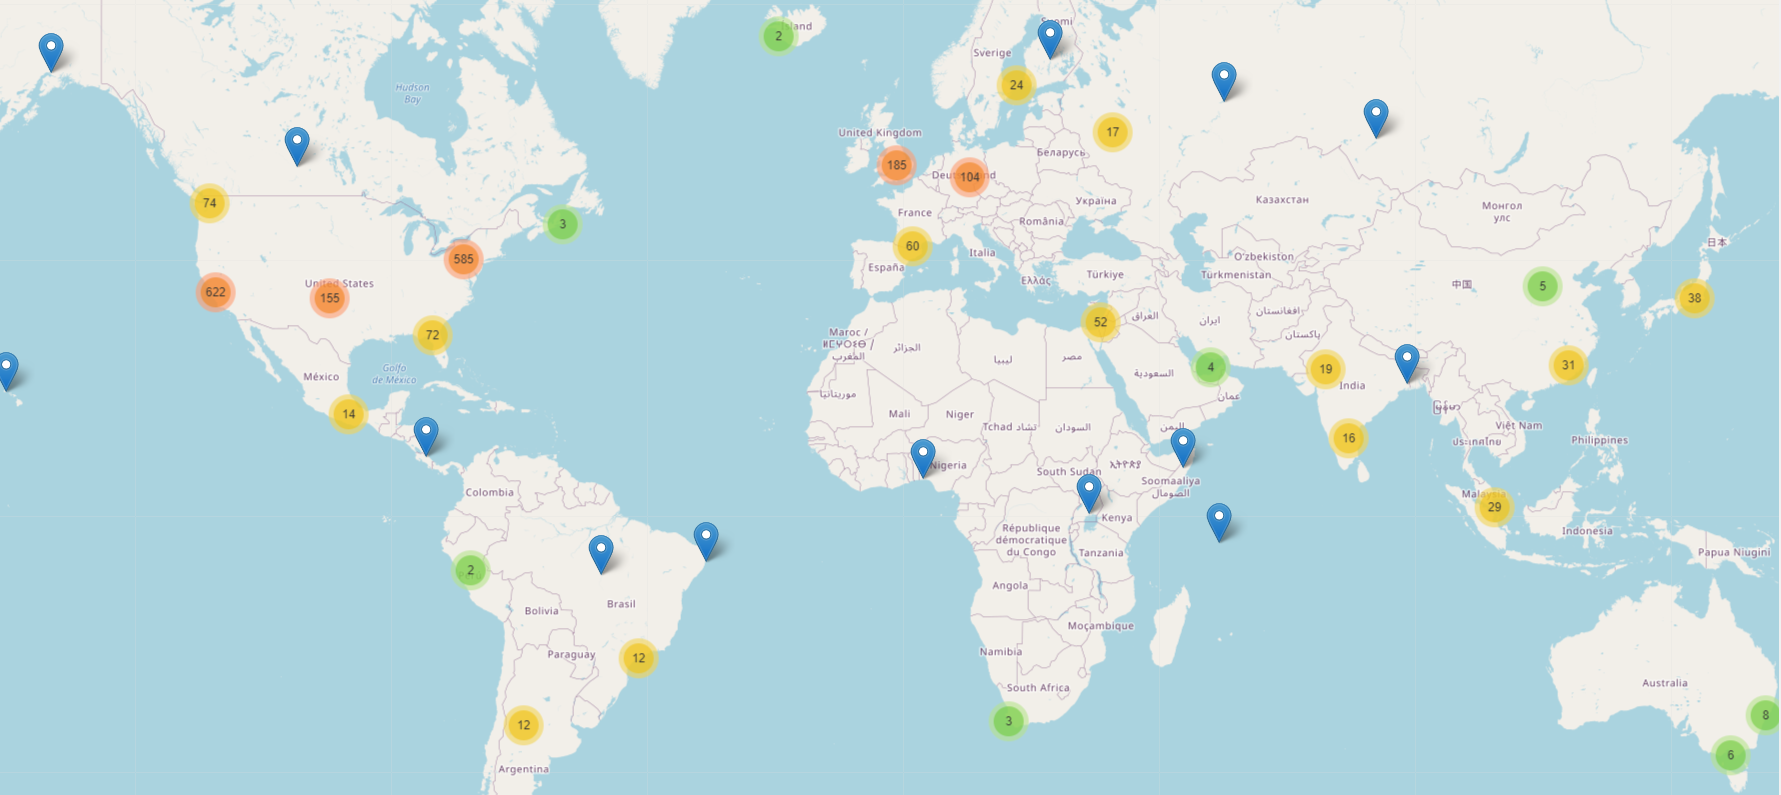 2
Suomi
Sverige
24
Hudson
Bay
17
United Kingdom
Беларусь
185
104
74
Україна
France
Казахстан
Монгол
улс
3
România
日本
60
Italia
España
585
Oʻzbekiston
Türkiye
Türkmenistan
Ελλάς
中国
5
622
United States
155
38
52
العراق
ایران
افغانستان
پاکستان
72
Maroc /
ⵍⵎⵖⵔⵉⴱ /
المغرب
الجزائر
ليبيا
مصر
Golfo
de México
México
4
السعودية
19
India
31
موريتانيا
عمان
14
Mali
Niger
Tchad تشاد
السودان
اليمن
Việt Nam
16
ประเทศไทย
Philippines
Nigeria
South Sudan
Soomaaliya
الصومال
Colombia
Malaysia
29
Kenya
République
démocratique
du Congo
Indonesia
Tanzania
Papua Niugini
2
Angola
Bolivia
Brasil
Moçambique
Paraguay
12
Namibia
South Africa
Australia
12
3
8
6
Argentina